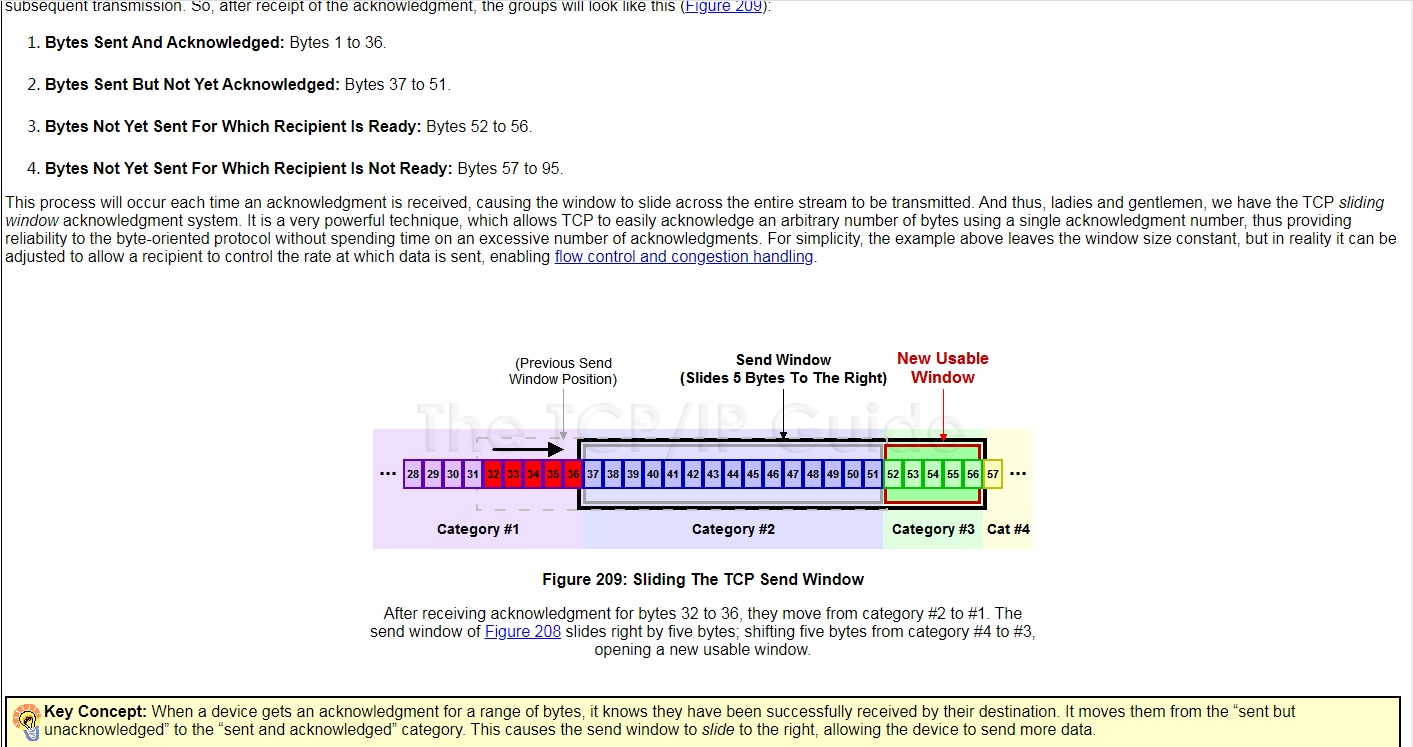 subsequent transmission. So, after receipt of the acknowledgment, the groups will look like this (Figure 209):
1. Bytes Sent And Acknowledged: Bytes 1 to 36.
2. Bytes Sent But Not Yet Acknowledged: Bytes 37 to 51.
3. Bytes Not Yet Sent For Which Recipient Is Ready: Bytes 52 to 56.
4. Bytes Not Yet Sent For Which Recipient Is Not Ready: Bytes 57 to 95.
This process will occur each time an acknowledgment is received, causing the window to slide across the entire stream to be transmitted. And thus, ladies and gentlemen, we have the TCP sliding
window acknowledgment system. It is a very powerful technique, which allows TCP to easily acknowledge an arbitrary number of bytes using a single acknowledgment number, thus providing
reliability to the byte-oriented protocol without spending time on an excessive number of acknowledgments. For simplicity, the example above leaves the window size constant, but in reality it can be
adjusted to allow a recipient to control the rate at which data is sent, enabling flow control and congestion handling.
(Previous Send
Window Position)
Send Window
(Slides 5 Bytes To The Right)
New Usable
Window
The TCP/IP Guide
... 28 29 30 31 32 33 34 35 36 37 38 39 40 41 42 43 44 45 46 47 48 49 50 51 52 53 54 55 56 57 ...
Category #1 Category #2 Category #3 Cat #4
Figure 209: Sliding The TCP Send Window
After receiving acknowledgment for bytes 32 to 36, they move from category #2 to #1. The
send window of Figure 208 slides right by five bytes; shifting five bytes from category #4 to #3,
opening a new usable window.
Key Concept: When a device gets an acknowledgment for a range of bytes, it knows they have been successfully received by their destination. It moves them from the “sent but
unacknowledged” to the “sent and acknowledged” category. This causes the send window to slide to the right, allowing the device to send more data.